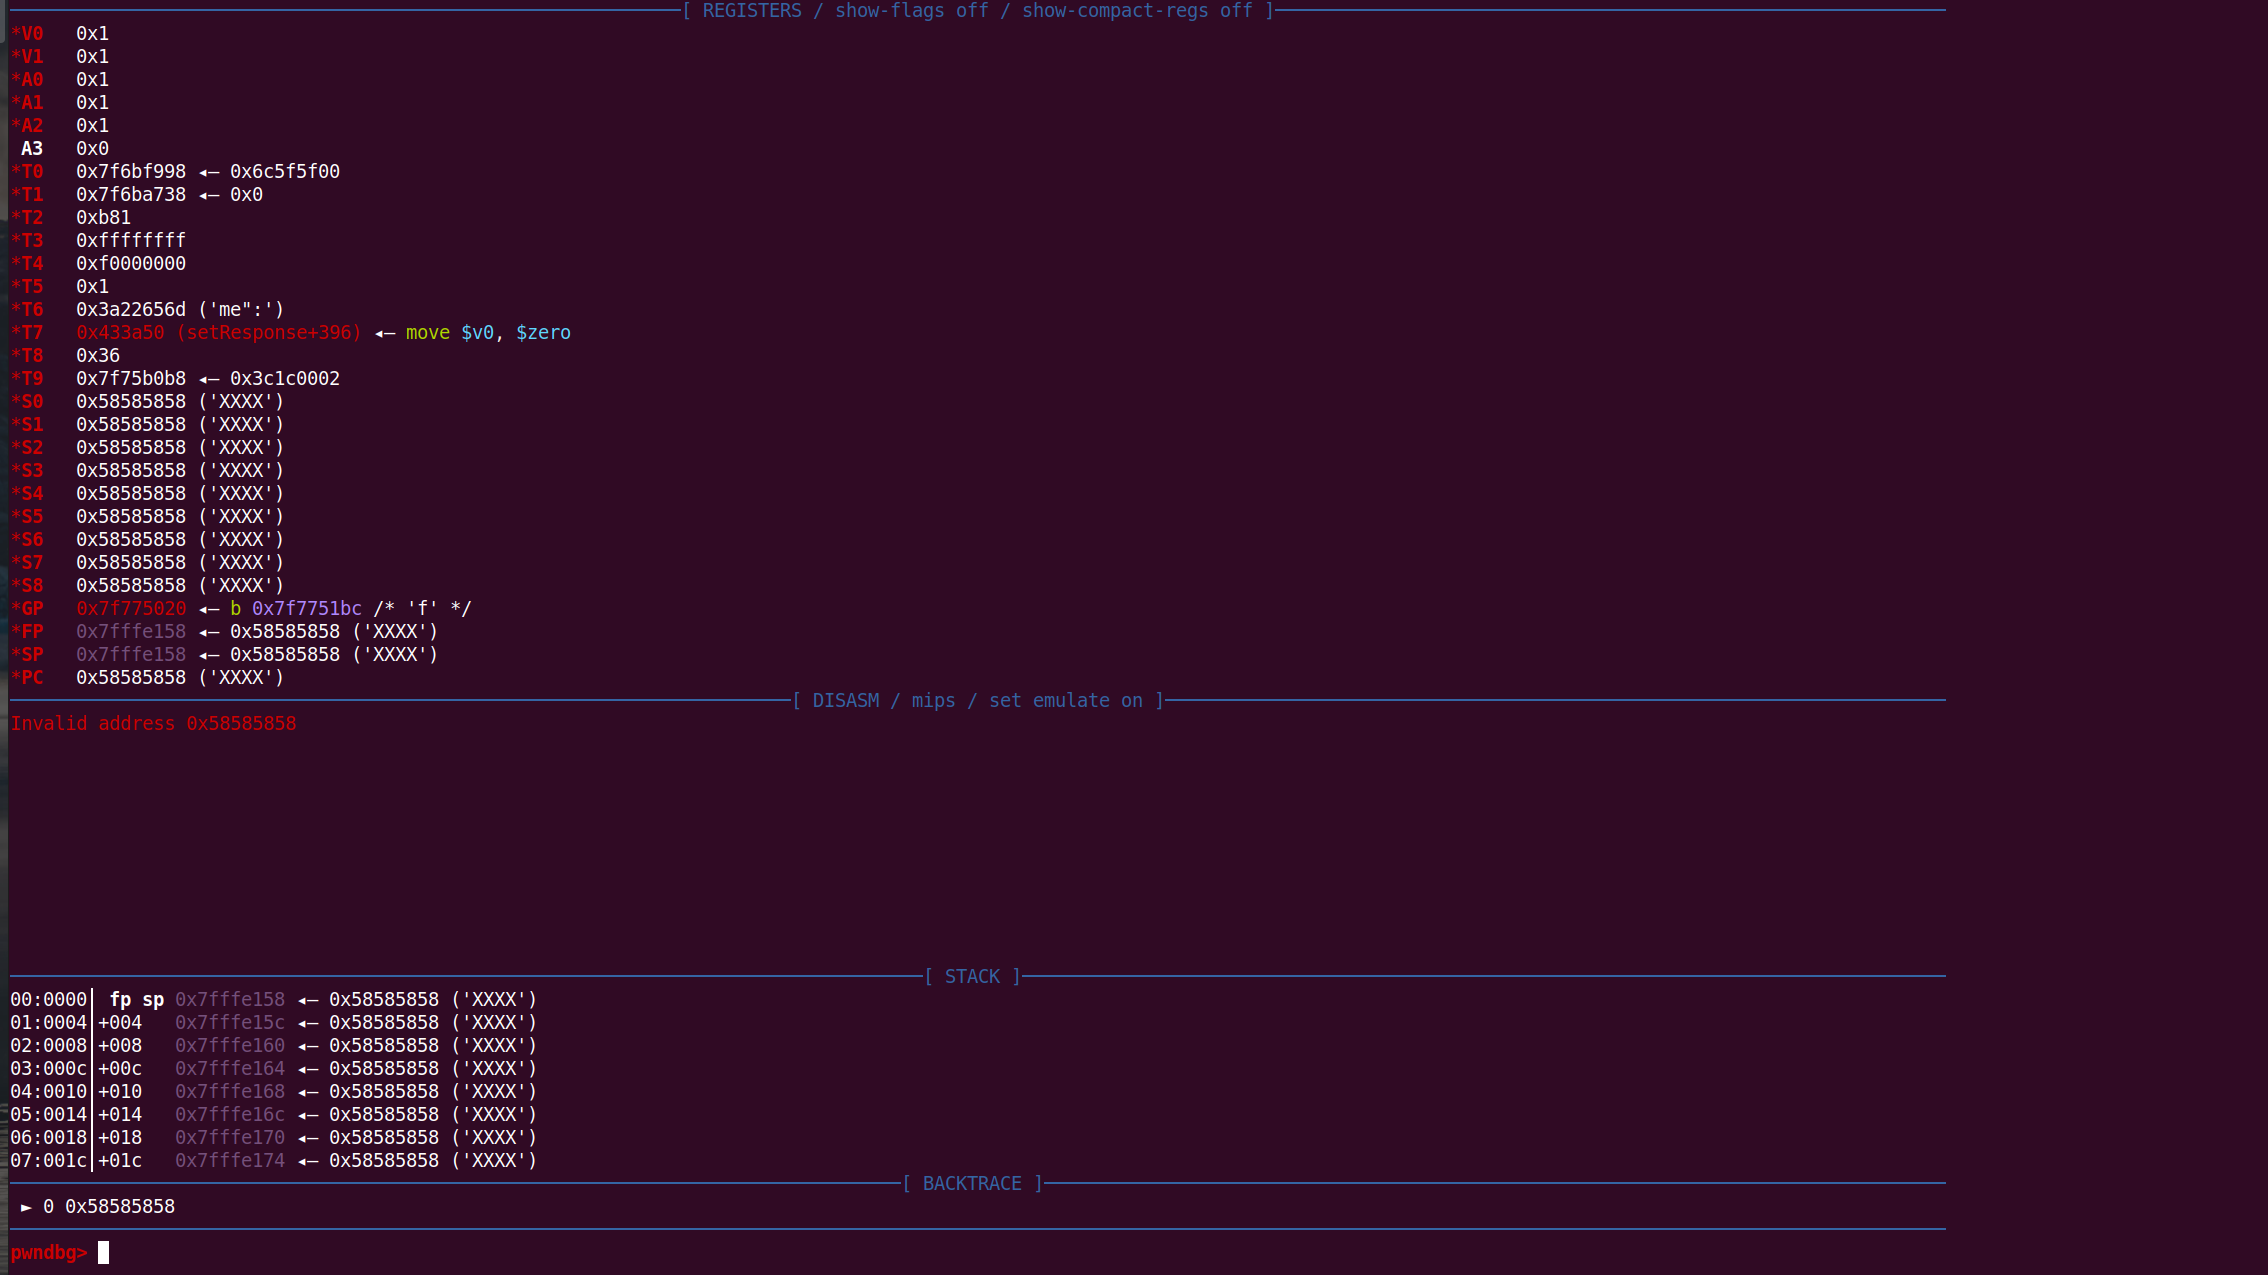 [ REGISTERS / show-flags off / show-compact-regs off ]
*V0   0x1
*V1   0x1
*A0   0x1
*A1   0x1
*A2   0x1
 A3   0x0
*T0   0x7f6bf998 ◂— 0x6c5f5f00
*T1   0x7f6ba738 ◂— 0x0
*T2   0xb81
*T3   0xffffffff
*T4   0xf0000000
*T5   0x1
*T6   0x3a22656d ('me":')
*T7   0x433a50 (setResponse+396) ◂— move $v0, $zero
*T8   0x36
*T9   0x7f75b0b8 ◂— 0x3c1c0002
*S0   0x58585858 ('XXXX')
*S1   0x58585858 ('XXXX')
*S2   0x58585858 ('XXXX')
*S3   0x58585858 ('XXXX')
*S4   0x58585858 ('XXXX')
*S5   0x58585858 ('XXXX')
*S6   0x58585858 ('XXXX')
*S7   0x58585858 ('XXXX')
*S8   0x58585858 ('XXXX')
*GP   0x7f775020 ◂— b 0x7f7751bc /* 'f' */
*FP   0x7fffe158 ◂— 0x58585858 ('XXXX')
*SP   0x7fffe158 ◂— 0x58585858 ('XXXX')
*PC   0x58585858 ('XXXX')
[ DISASM / mips / set emulate on ]
Invalid address 0x58585858
[ STACK ]
00:0000│ fp sp 0x7fffe158 ◂— 0x58585858 ('XXXX')
01:0004│+004   0x7fffe15c ◂— 0x58585858 ('XXXX')
02:0008│+008   0x7fffe160 ◂— 0x58585858 ('XXXX')
03:000c│+00c   0x7fffe164 ◂— 0x58585858 ('XXXX')
04:0010│+010   0x7fffe168 ◂— 0x58585858 ('XXXX')
05:0014│+014   0x7fffe16c ◂— 0x58585858 ('XXXX')
06:0018│+018   0x7fffe170 ◂— 0x58585858 ('XXXX')
07:001c│+01c   0x7fffe174 ◂— 0x58585858 ('XXXX')
[ BACKTRACE ]
 ► 0 0x58585858
pwndbg>